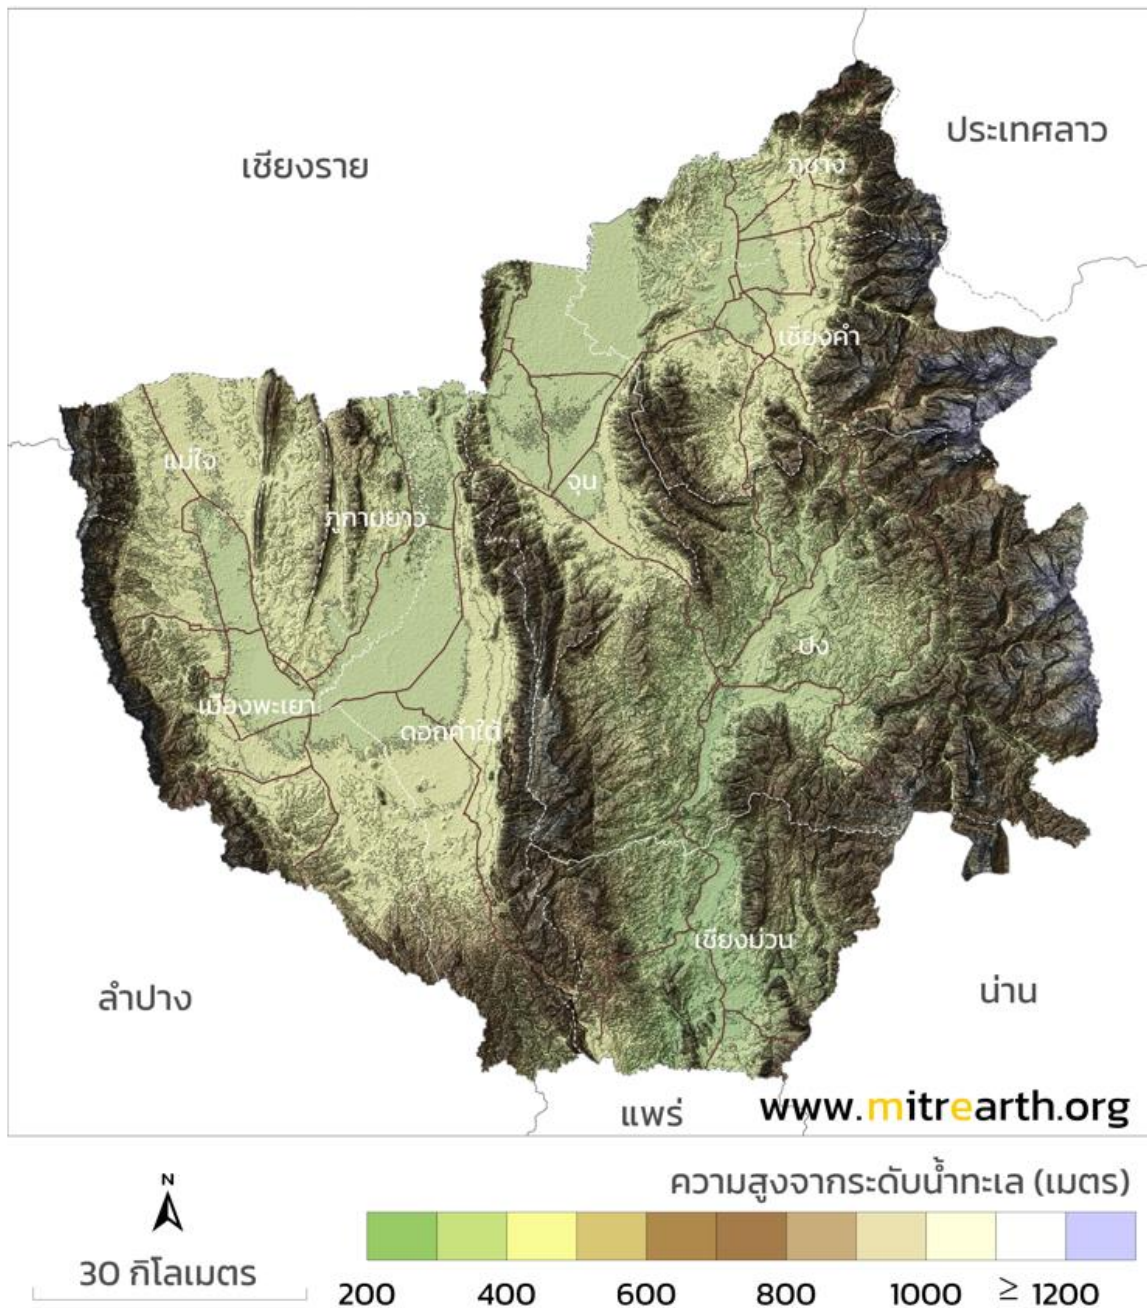 ประเทศลาว
เชียงราย
ภูซาง
เชียงคำ
แม่ใจ
จุน
ภูกามยาว
ปง
เมืองพะเยา
ดอกคำใต้
เชียงม่วน
ลำปาง
น่าน
แพร่
www.mitrearth.org
ความสูงจากระดับน้ำทะเล (เมตร)
N
30 กิโลเมตร
200 400 600 800 1000 ≥ 1200